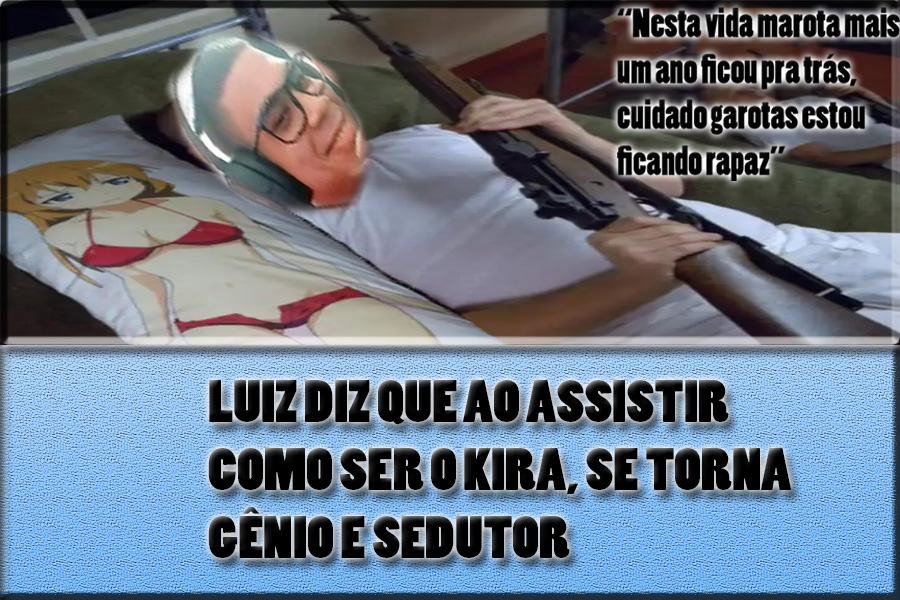 “Nesta vida marota mais
um ano ficou pra trás,
cuidado garotas estou
ficando rapaz”
LUIZ DIZ QUE AO ASSISTIR
COMO SER O KIRA, SE TORNA
GÊNIO E SEDUTOR